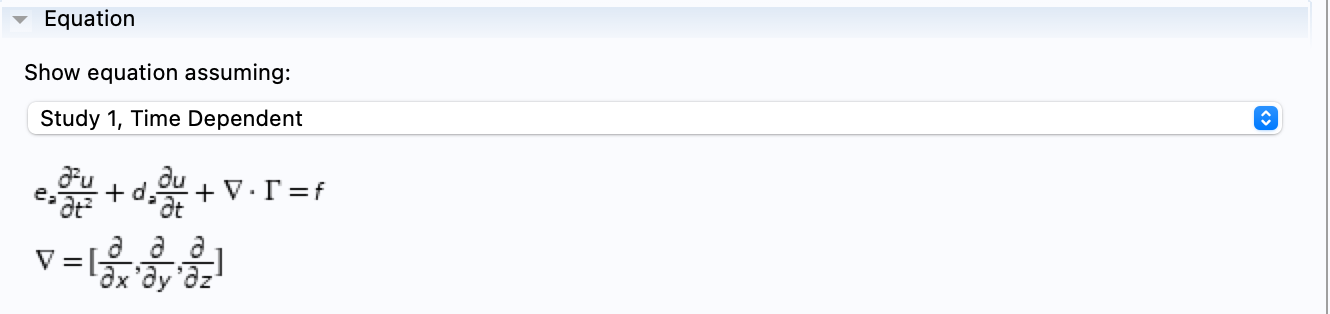 Equation
Show equation assuming:
Study 1, Time Dependent
eₐ ∂²u/∂t² + dₐ ∂u/∂t + ∇ · Γ = f
∇ = [∂/∂x, ∂/∂y, ∂/∂z]